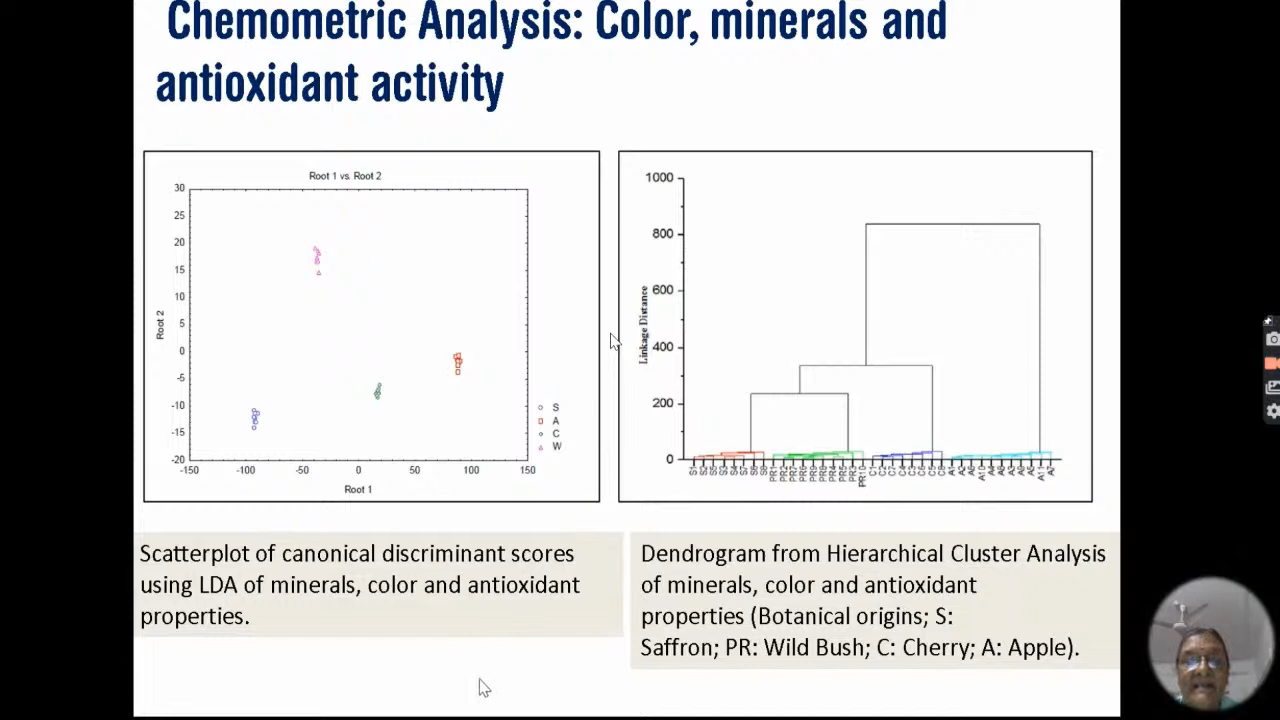 Chemometric Analysis: Color, minerals and
antioxidant activity
Root 1 vs. Root 2
30
25
20
15
10
5
0
-5
-10
-15
-20
-150
-100
-50
0
50
100
150
Root 2
Root 1
S
A
C
W
1000
800
600
400
200
0
Linkage Distance
Scatterplot of canonical discriminant scores
using LDA of minerals, color and antioxidant
properties.
Dendrogram from Hierarchical Cluster Analysis
of minerals, color and antioxidant
properties (Botanical origins; S:
Saffron; PR: Wild Bush; C: Cherry; A: Apple).